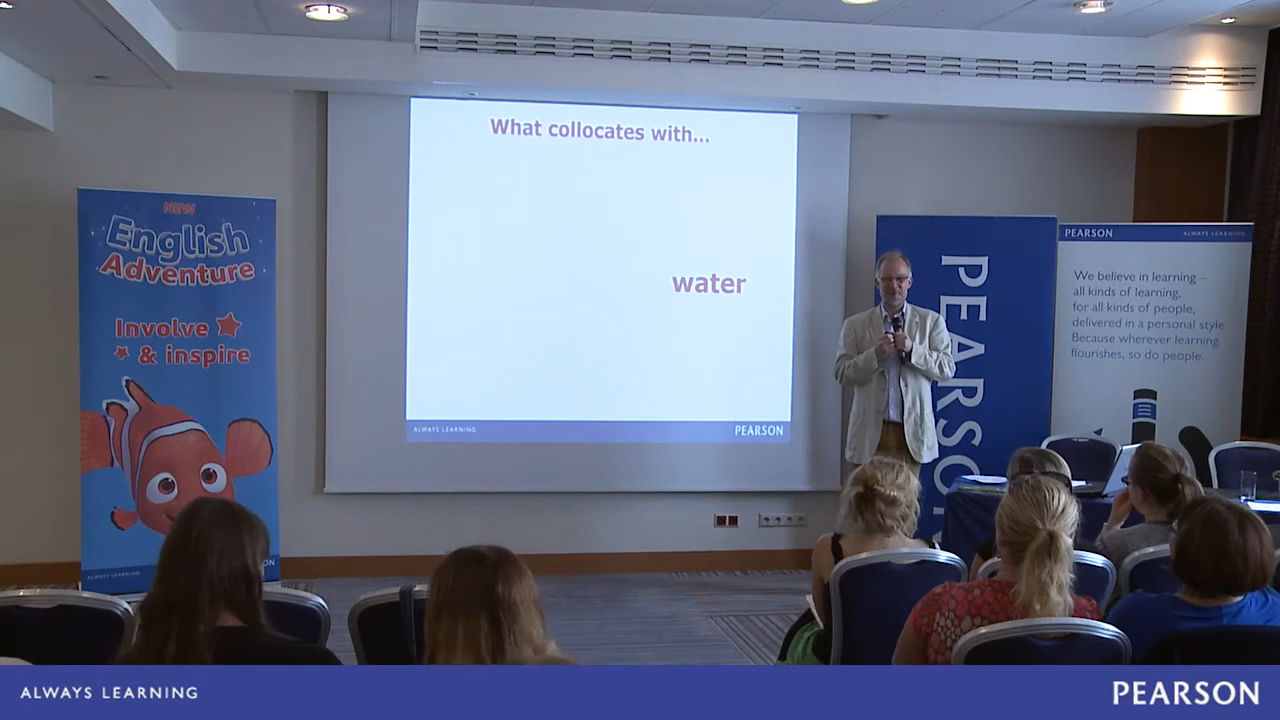 What collocates with...
water
ALWAYS LEARNING
PEARSON
NEW
English
Adventure
Involve
& inspire
ALWAYS LEARNING
ON
PEARSON
PEARSON
ALWAYS LEARNING
We believe in learning –
all kinds of learning,
for all kinds of people,
delivered in a personal style.
Because wherever learning
flourishes, so do people.
ALWAYS LEARNING
PEARSON